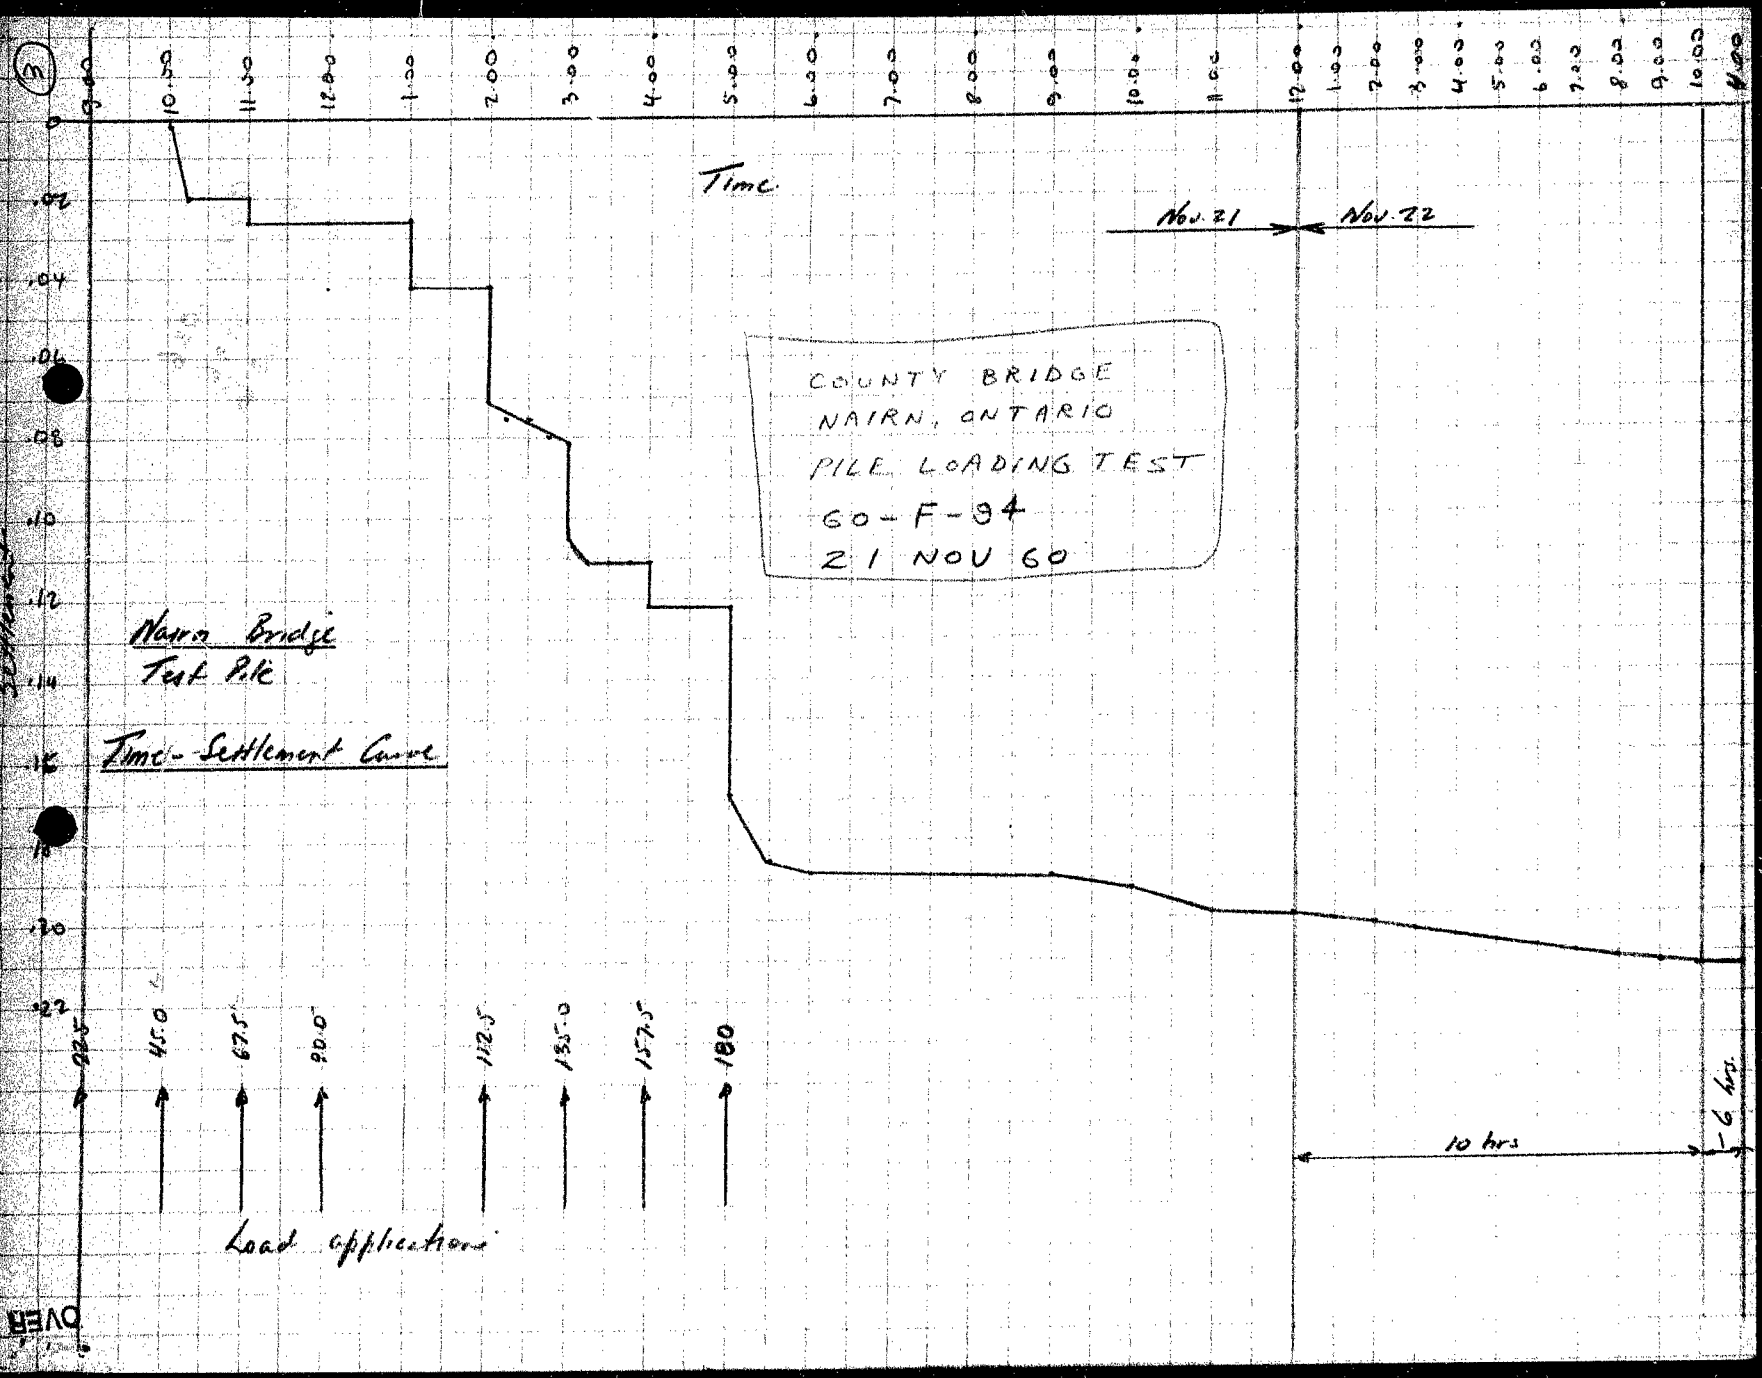 3
9.00 10.00 11.00 12.00. 1.00 2.00. 3.00 4.00. 5.00 6.00. 7.00 8.00. 9.00 10.00. 11.00 12.00. 1.00 2.00 3.00 4.00. 5.00 6.00 7.00 8.00 9.00 10.00
0
.02
.04
.06
.08
.10
.12
.14
.16
.18
.20
.22
Settlement
Time
Nov. 21 Nov. 22
COUNTY BRIDGE
NAIRN, ONTARIO
PILE LOADING TEST
60-F-94
21 NOV 60
Nairn Bridge
Test Pile
Time-Settlement Curve
22.5 45.0 67.5 90.0 112.5 135.0 157.5 180
Load applications
10 hrs
6 hrs.
OVER